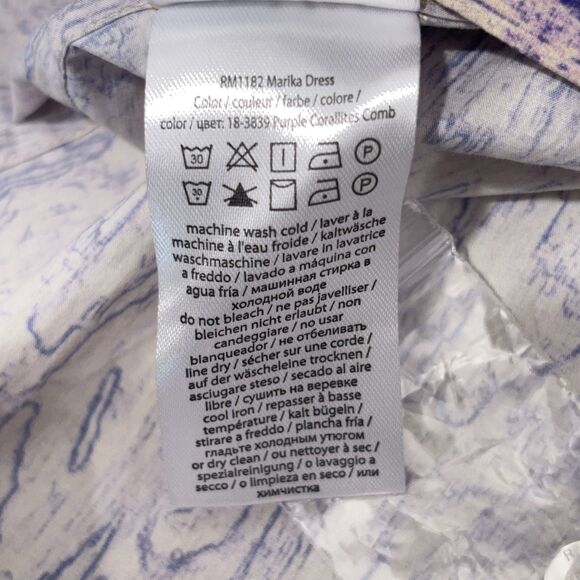 RM1182 Marika Dress
Color / couleur / farbe / colore /
color / цвет: 18-3839 Purple Corallites Comb
30 P
30 P
machine wash cold / laver à la
machine à l'eau froide / kaltwäsche
waschmaschine / lavare in lavatrice
a freddo / lavado a máquina con
agua fría / машинная стирка в
холодной воде
do not bleach / ne pas javelliser /
bleichen nicht erlaubt / non
candeggiare / no usar
blanqueador / не отбеливать
line dry / sécher sur une corde /
auf der wäscheleine trocknen /
asciugare steso / secado al aire
libre / сушить на веревке
cool iron / repasser à basse
température / kalt bügeln /
stirare a freddo / plancha fría /
гладьте холодным утюгом
or dry clean / ou nettoyer à sec /
spezialreinigung / o lavaggio a
secco / o limpieza en seco / или
химчистка